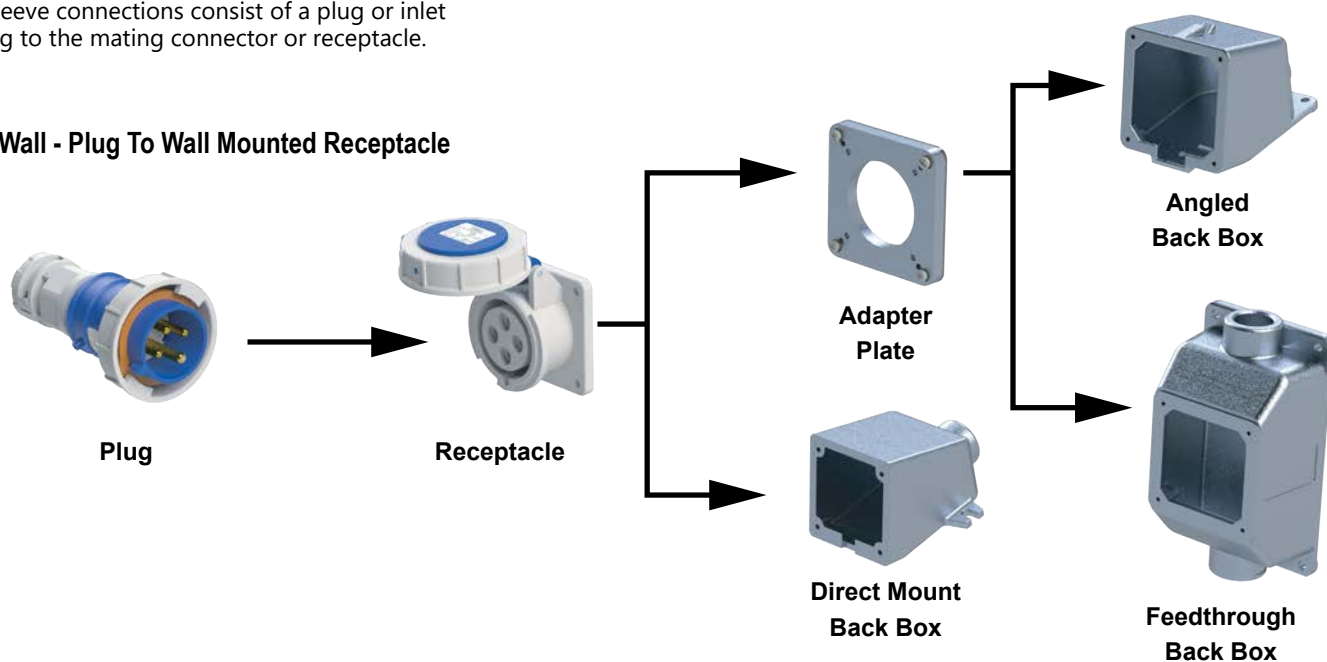 eeve connections consist of a plug or inlet
g to the mating connector or receptacle.
Wall - Plug To Wall Mounted Receptacle
Plug
Receptacle
Adapter
Plate
Direct Mount
Back Box
Angled
Back Box
Feedthrough
Back Box